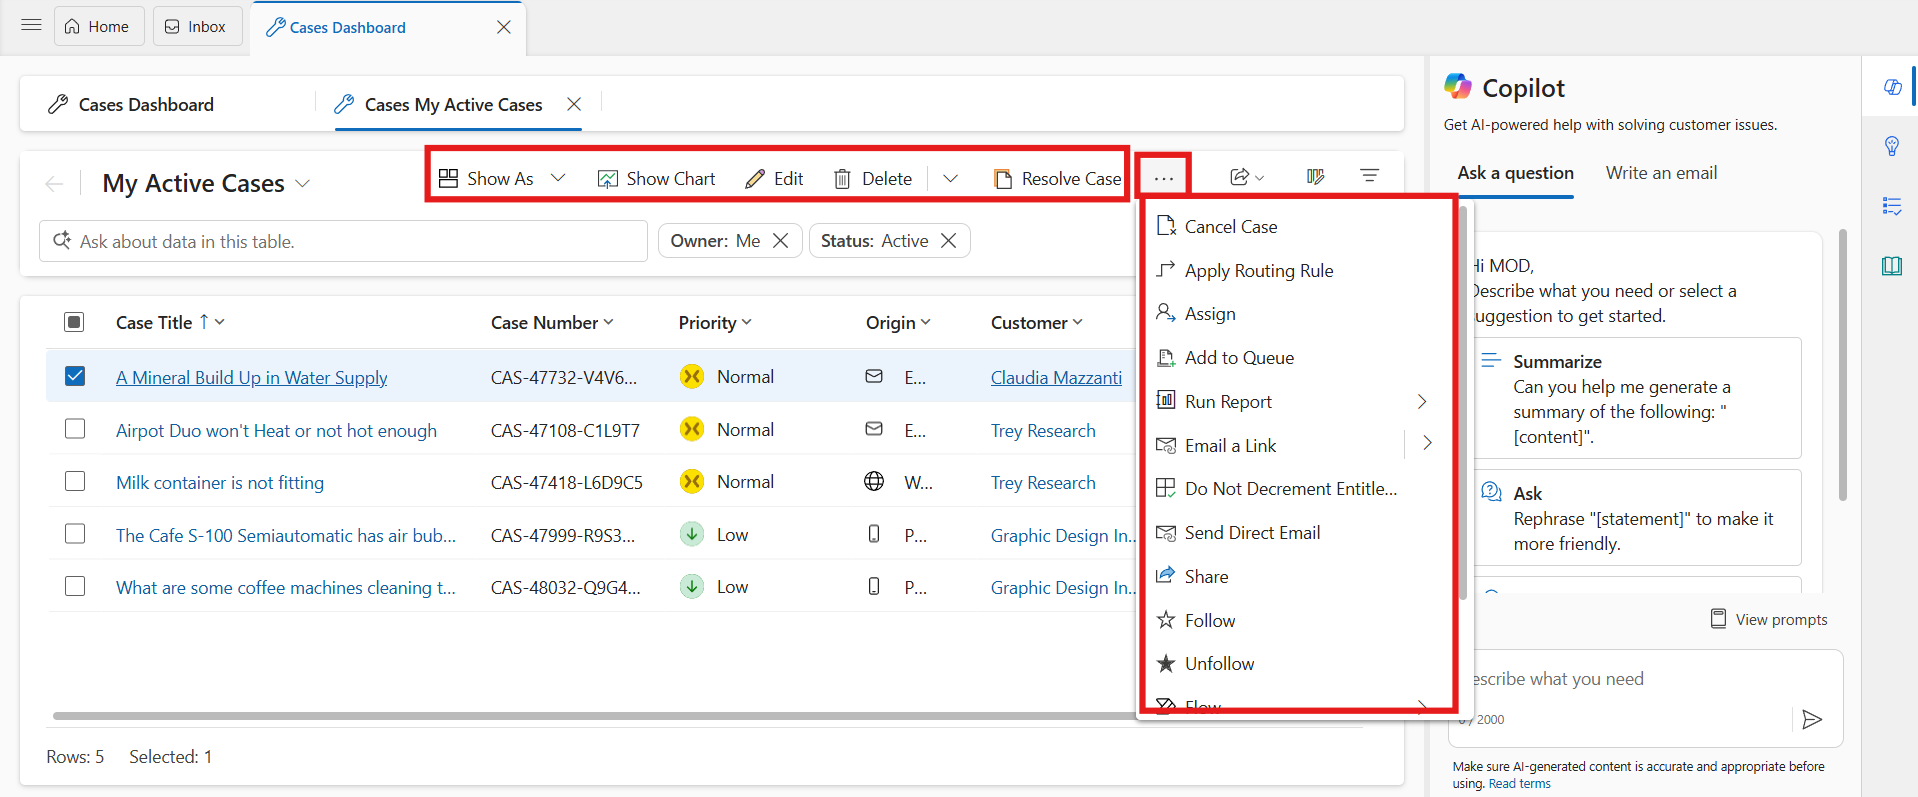 Home
Inbox
Cases Dashboard
Cases Dashboard
Cases My Active Cases
My Active Cases
Show As
Show Chart
Edit
Delete
Resolve Case
...
Ask about data in this table.
Owner: Me
Status: Active
Case Title
Case Number
Priority
Origin
Customer
A Mineral Build Up in Water Supply
CAS-47732-V4V6...
Normal
E...
Claudia Mazzanti
Airpot Duo won't Heat or not hot enough
CAS-47108-C1L9T7
Normal
E...
Trey Research
Milk container is not fitting
CAS-47418-L6D9C5
Normal
W...
Trey Research
The Cafe S-100 Semiautomatic has air bub...
CAS-47999-R9S3...
Low
P...
Graphic Design In...
What are some coffee machines cleaning t...
CAS-48032-Q9G4...
Low
P...
Graphic Design In...
Rows: 5
Selected: 1
Cancel Case
Apply Routing Rule
Assign
Add to Queue
Run Report
Email a Link
Do Not Decrement Entitle...
Send Direct Email
Share
Follow
Unfollow
Flow
Copilot
Get AI-powered help with solving customer issues.
Ask a question
Write an email
Hi MOD,
Describe what you need or select a
suggestion to get started.
Summarize
Can you help me generate a
summary of the following: "
[content]".
Ask
Rephrase "[statement]" to make it
more friendly.
View prompts
escribe what you need
0 / 2000
Make sure AI-generated content is accurate and appropriate before
using. Read terms